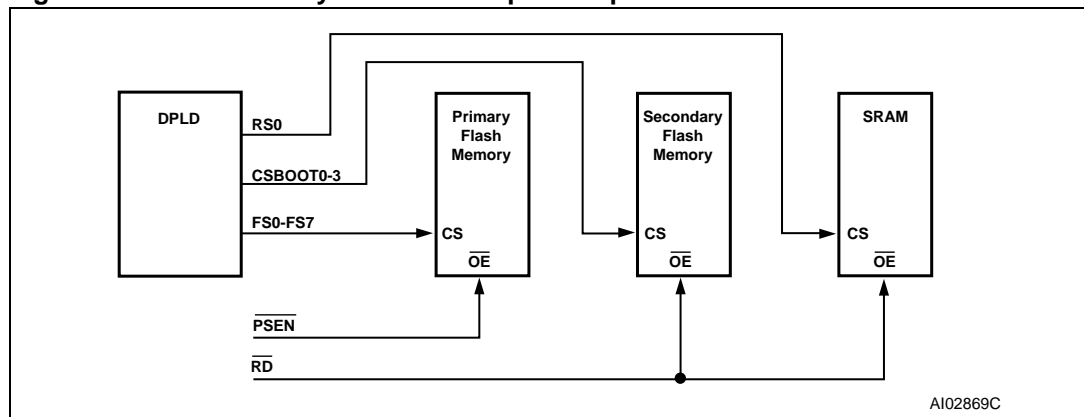 DPLD
RS0
CSBOOT0-3
FS0-FS7
Primary
Flash
Memory
CS
OE
Secondary
Flash
Memory
CS
OE
SRAM
CS
OE
PSEN
RD
AI02869C